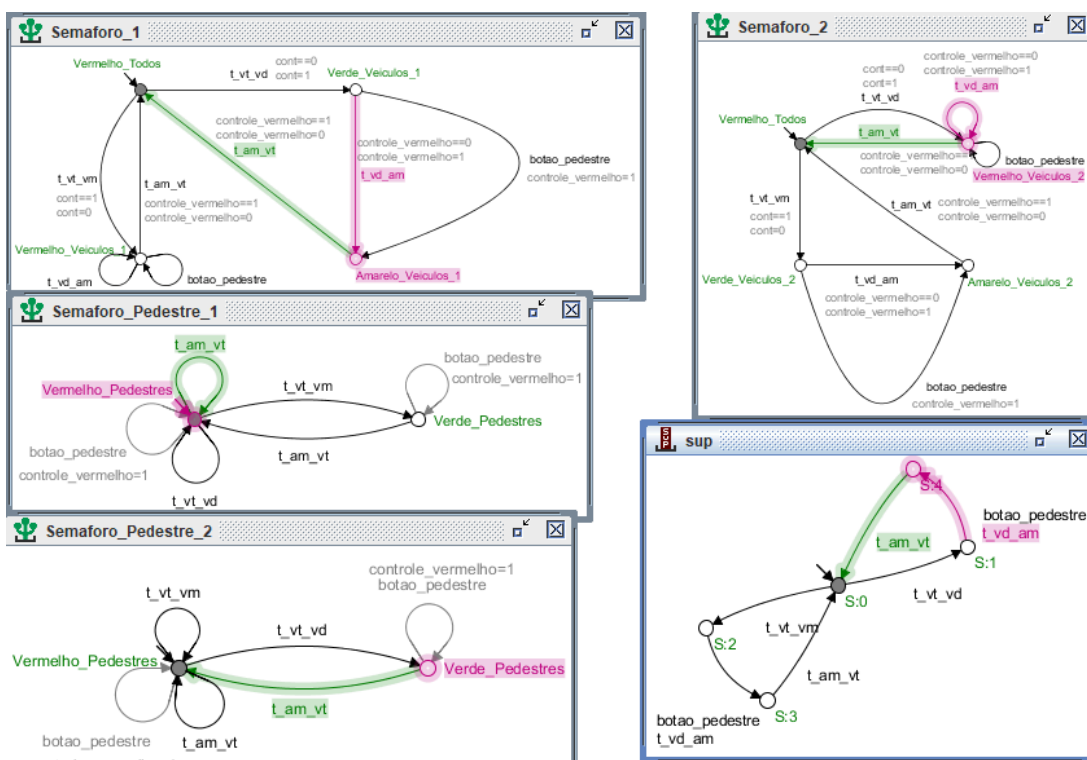 Semaforo_1
Vermelho_Todos
t_vt_vd
cont==0
cont=1
Verde_Veiculos_1
controle_vermelho==1
controle_vermelho=0
t_am_vt
controle_vermelho==0
controle_vermelho=1
t_vd_am
botao_pedestre
controle_vermelho=1
t_vt_vm
cont==1
cont=0
t_am_vt
controle_vermelho==1
controle_vermelho=0
Vermelho_Veiculos_1
t_vd_am
botao_pedestre
Amarelo_Veiculos_1
Semaforo_2
controle_vermelho==0
controle_vermelho=1
t_vd_am
cont==0
cont=1
t_vt_vd
Vermelho_Todos
t_am_vt
controle_vermelho==
controle_vermelho=0
botao_pedestre
Vermelho_Veiculos_2
t_vt_vm
cont==1
cont=0
t_am_vt
controle_vermelho==1
controle_vermelho=0
Verde_Veiculos_2
t_vd_am
controle_vermelho==0
controle_vermelho=1
Amarelo_Veiculos_2
botao_pedestre
controle_vermelho=1
Semaforo_Pedestre_1
t_am_vt
Vermelho_Pedestres
t_vt_vm
botao_pedestre
controle_vermelho=1
Verde_Pedestres
t_am_vt
botao_pedestre
controle_vermelho=1
t_vt_vd
Semaforo_Pedestre_2
t_vt_vm
controle_vermelho=1
botao_pedestre
t_vt_vd
Vermelho_Pedestres
Verde_Pedestres
t_am_vt
botao_pedestre
t_am_vt
SUP
sup
S:4
botao_pedestre
t_vd_am
t_am_vt
S:1
t_vt_vd
S:0
t_vt_vm
S:2
t_am_vt
S:3
botao_pedestre
t_vd_am